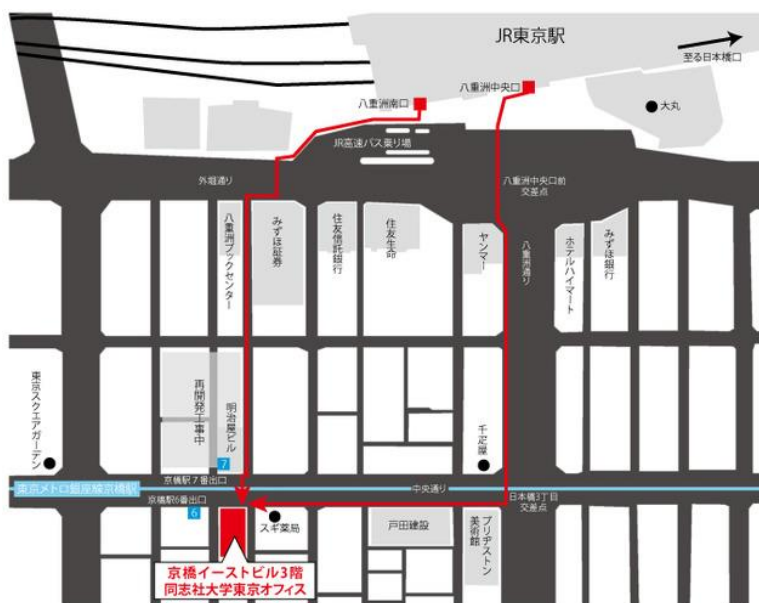 JR東京駅
至る日本橋口
八重洲南口
八重洲中央口
大丸
JR高速バス乗り場
外堀通り
八重洲中央口前
交差点
八重洲ブックセンター
みずほ証券
住友信託銀行
住友生命
ヤンマー
八重洲通り
ホテルハイマート
みずほ銀行
東京スクエアガーデン
再開発工事中
明治屋ビル
千疋屋
7
京橋駅7番出口
東京メトロ銀座線京橋駅
中央通り
京橋駅6番出口
日本橋3丁目
交差点
6
スギ薬局
戸田建設
ブリヂストン
美術館
京橋イーストビル3階
同志社大学東京オフィス